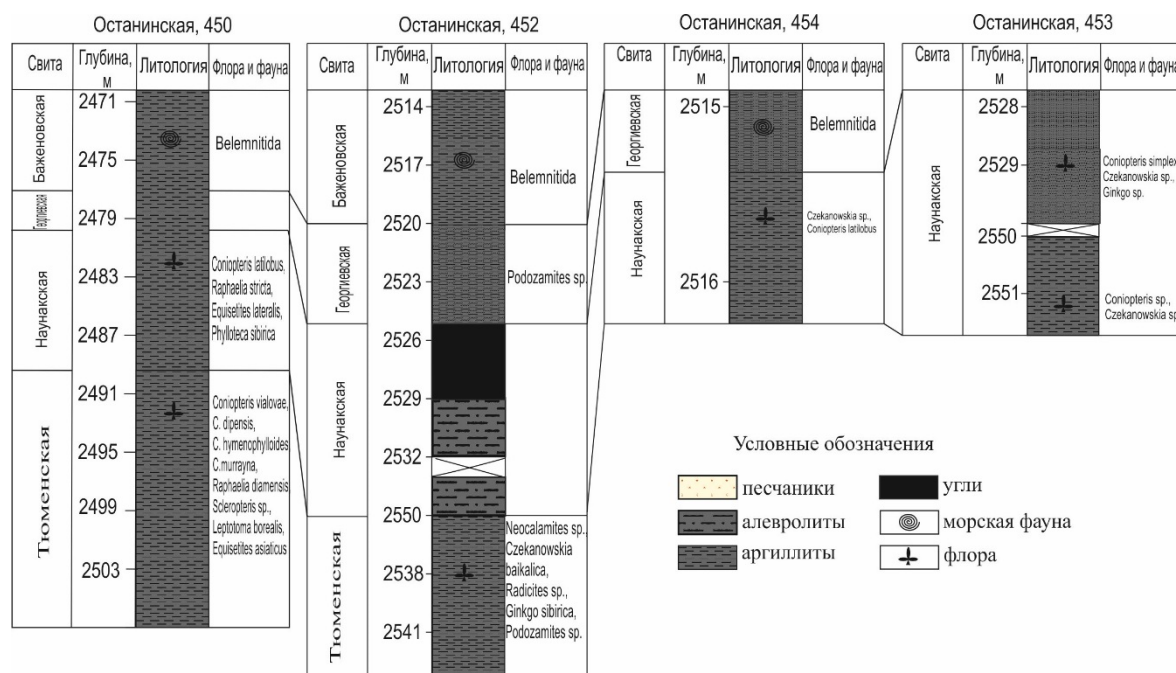 Останинская, 450
Свита
Глубина,
м
Литология
Флора и фауна
Баженовская
Георгиевская
Наунакская
Тюменская
2471
2475
2479
2483
2487
2491
2495
2499
2503
Belemnitida
Coniopteris latilobus,
Raphaelia stricta,
Equisetites lateralis,
Phylloteca sibirica
Coniopteris vialovae,
C. dipensis,
C. hymenophylloides
C.murrayna,
Raphaelia diamensis
Scleropteris sp.,
Leptotoma borealis,
Equisetites asiaticus
Останинская, 452
Свита
Глубина,
м
Литология
Флора и фауна
Баженовская
Георгиевская
Наунакская
Тюменская
2514
2517
2520
2523
2526
2529
2532
2550
2538
2541
Belemnitida
Podozamites sp.
Neocalamites sp.,
Czekanowskia
baikalica,
Radicites sp.,
Ginkgo sibirica,
Podozamites sp.
Останинская, 454
Свита
Глубина,
м
Литология
Флора и фауна
Георгиевская
Наунакская
2515
2516
Belemnitida
Czekanowskia sp.,
Coniopteris latilobus
Останинская, 453
Свита
Глубина,
м
Литология
Флора и фауна
Наунакская
2528
2529
2550
2551
Coniopteris simplex
Czekanowskia sp.,
Ginkgo sp.
Coniopteris sp.,
Czekanowskia sp
Условные обозначения
песчаники
алевролиты
аргиллиты
угли
морская фауна
флора